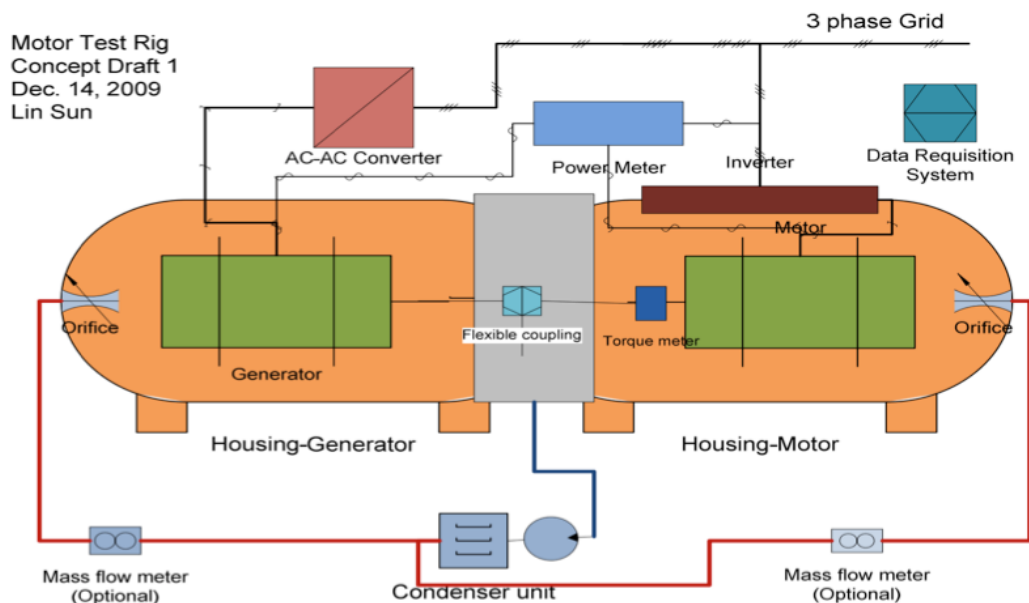 Motor Test Rig
Concept Draft 1
Dec. 14, 2009
Lin Sun
3 phase Grid
AC-AC Converter
Power Meter
Inverter
Data Requisition
System
Motor
Orifice
Flexible coupling
Torque meter
Orifice
Generator
Housing-Generator
Housing-Motor
Mass flow meter
(Optional)
Condenser unit
Mass flow meter
(Optional)